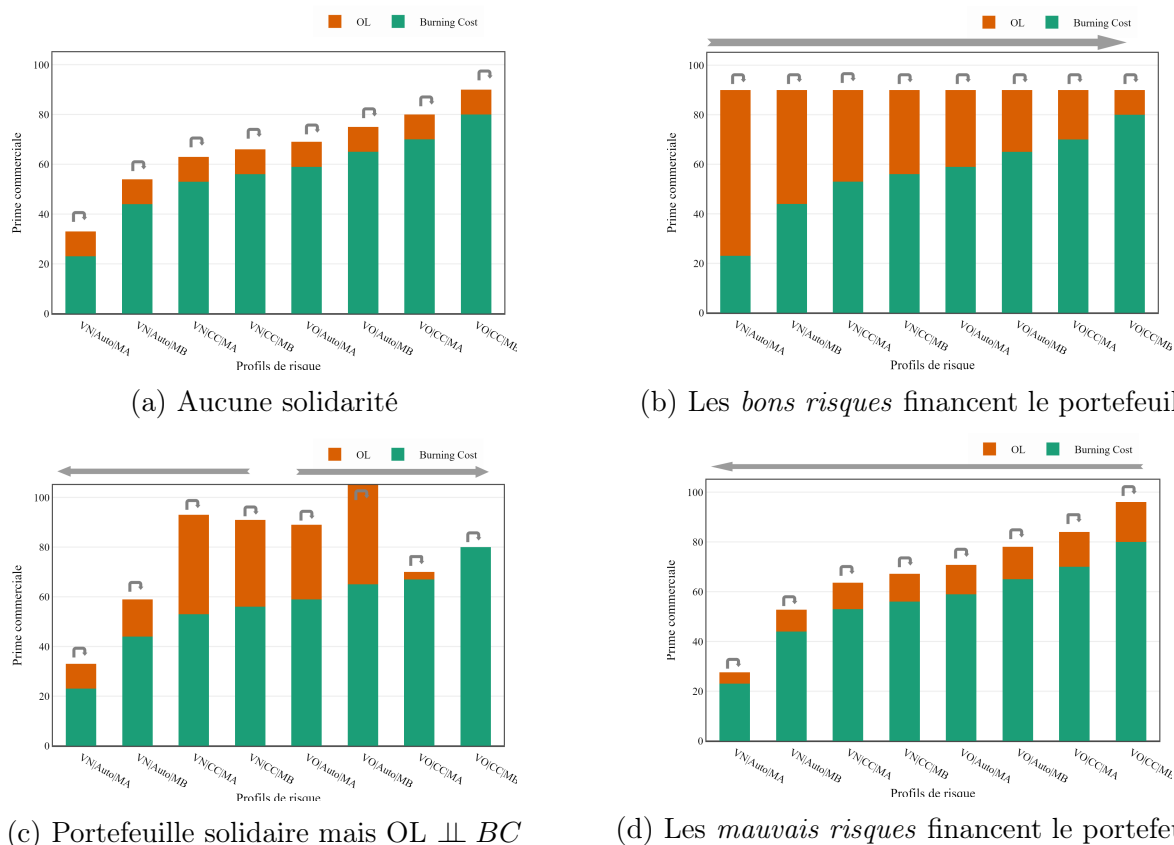 OL Burning Cost
Prime commerciale
100
80
60
40
20
0
VN|Auto|MA VN|Auto|MB VN|CC|MA VN|CC|MB VO|Auto|MA VO|Auto|MB VO|CC|MA VO|CC|MB
Profils de risque
(a) Aucune solidarité
OL Burning Cost
Prime commerciale
100
80
60
40
20
0
VN|Auto|MA VN|Auto|MB VN|CC|MA VN|CC|MB VO|Auto|MA VO|Auto|MB VO|CC|MA VO|CC|MB
Profils de risque
(b) Les bons risques financent le portefeuil
OL Burning Cost
Prime commerciale
100
80
60
40
20
0
VN|Auto|MA VN|Auto|MB VN|CC|MA VN|CC|MB VO|Auto|MA VO|Auto|MB VO|CC|MA VO|CC|MB
Profils de risque
(c) Portefeuille solidaire mais OL ⫫ BC
OL Burning Cost
Prime commerciale
100
80
60
40
20
0
VN|Auto|MA VN|Auto|MB VN|CC|MA VN|CC|MB VO|Auto|MA VO|Auto|MB VO|CC|MA VO|CC|MB
Profils de risque
(d) Les mauvais risques financent le portefeu